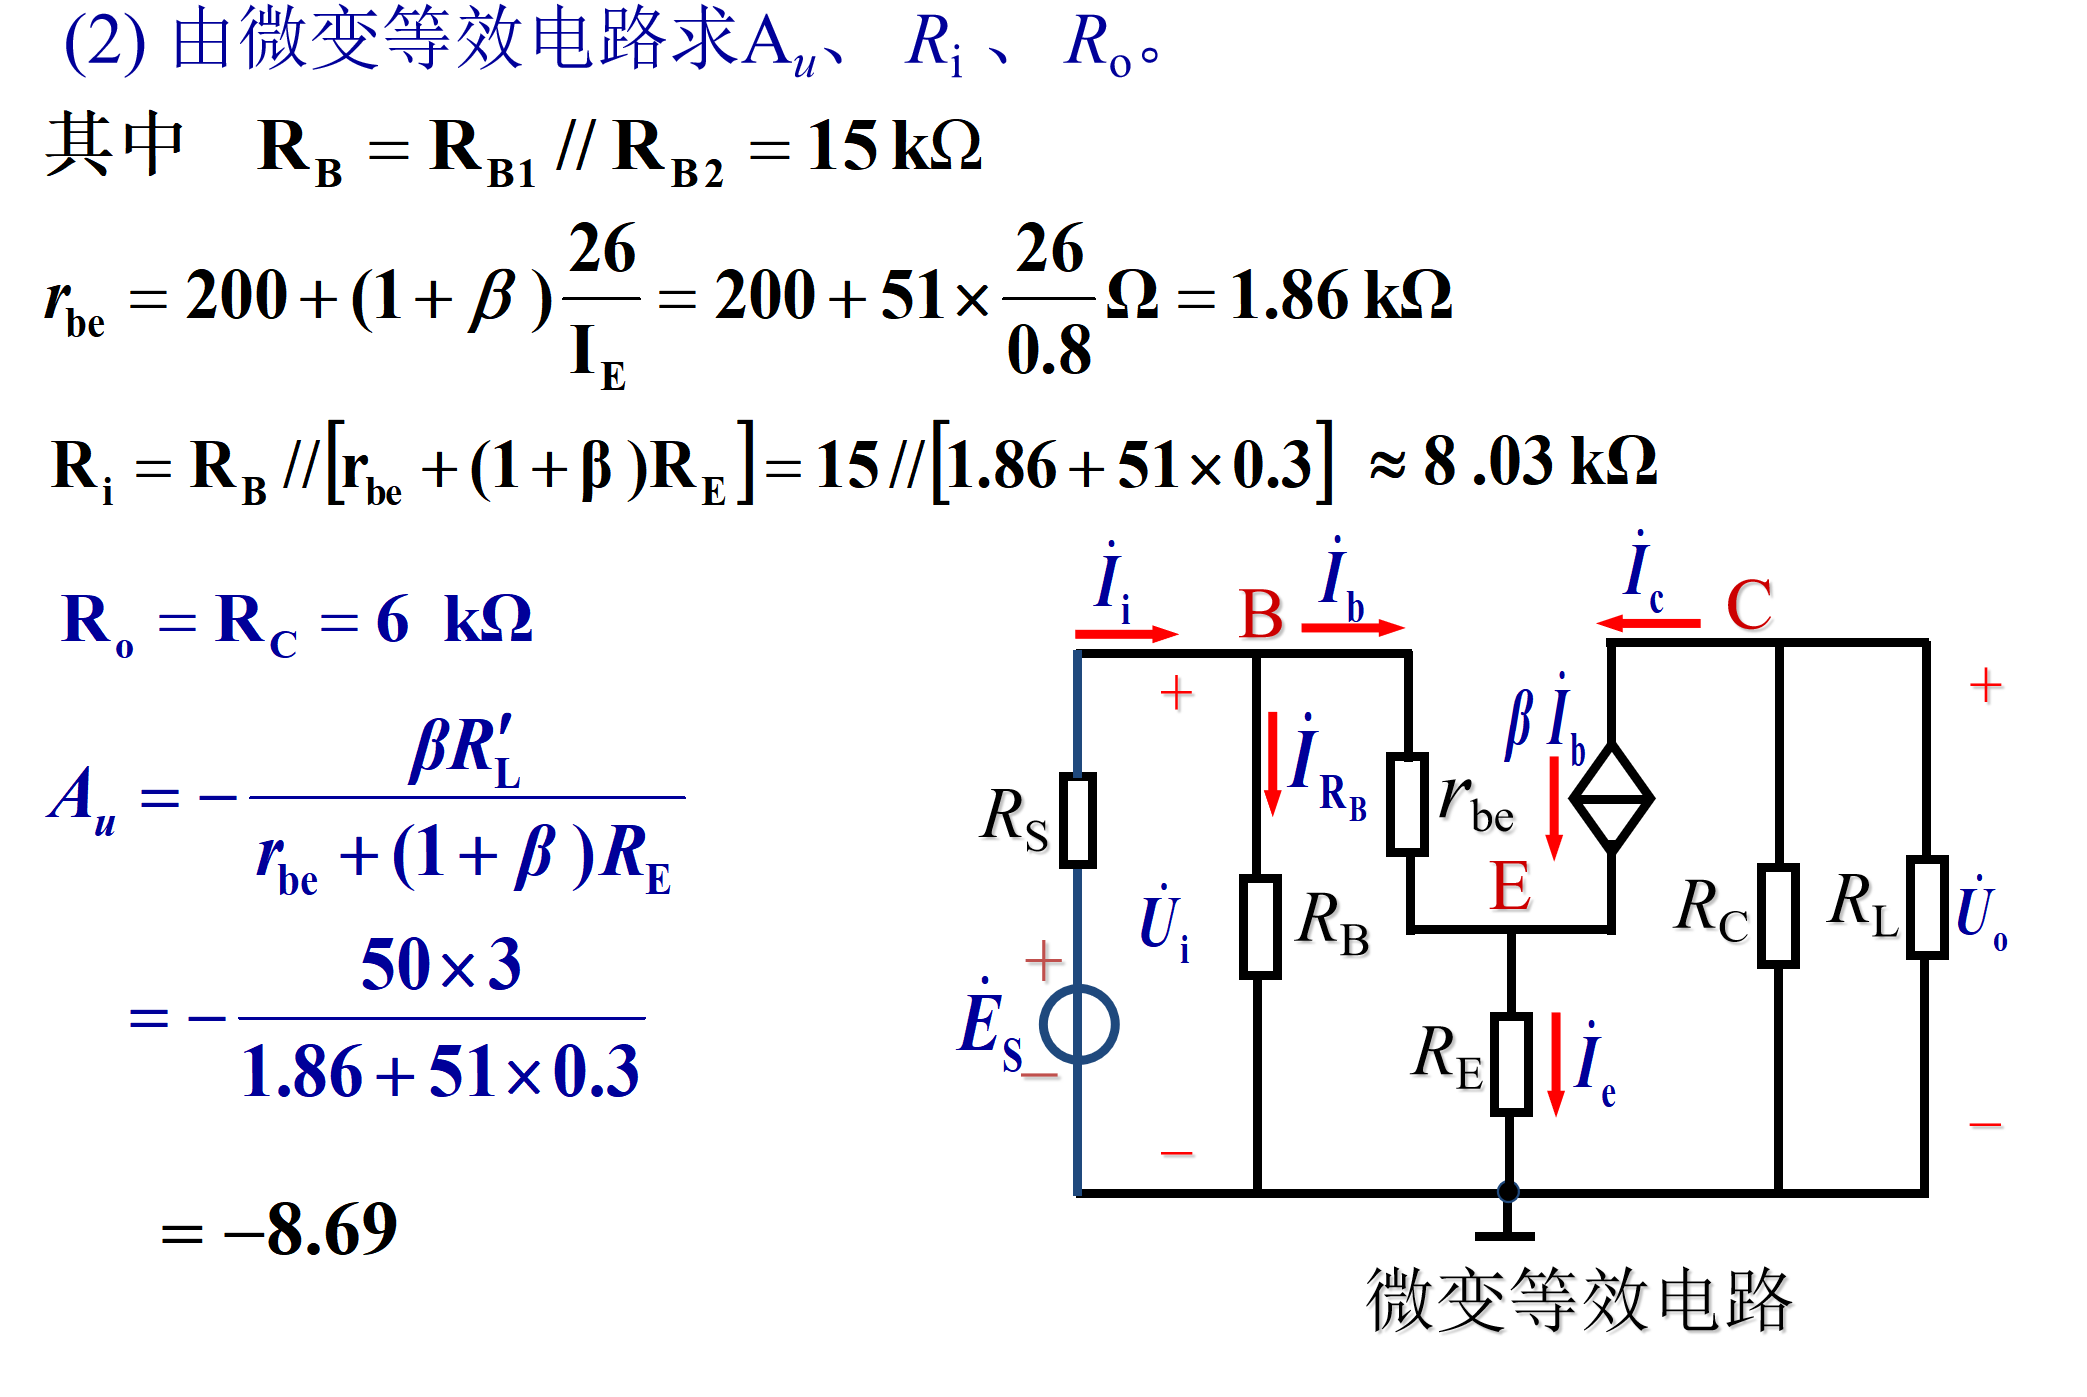 (2) 由微变等效电路求Aᵤ、 Rᵢ 、 Rₒ。
其中 R_B = R_B1 // R_B2 = 15 kΩ
r_be = 200 + (1 + β) 26/I_E = 200 + 51 × 26/0.8 Ω = 1.86 kΩ
R_i = R_B // [r_be + (1 + β)R_E] = 15 // [1.86 + 51 × 0.3] ≈ 8.03 kΩ
R_o = R_C = 6 kΩ
A_u = − βR′_L / (r_be + (1 + β)R_E)
= − 50 × 3 / (1.86 + 51 × 0.3)
= −8.69
İ_i
B
İ_b
İ_c
C
+
İ_RB
β İ_b
+
R_S
r_be
E
U̇_i
R_B
R_C
R_L
U̇_o
+
Ė_S
−
R_E
İ_e
−
−
微变等效电路